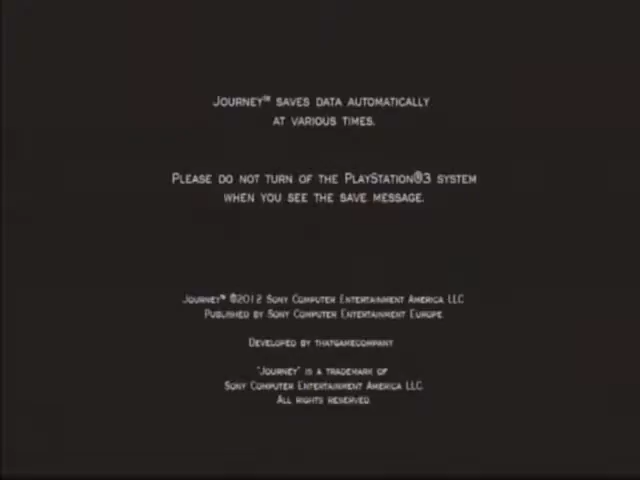 Journey™ saves data automatically
at various times.
Please do not turn of the PlayStation®3 system
when you see the save message.
Journey™ ©2012 Sony Computer Entertainment America LLC
Published by Sony Computer Entertainment Europe.
Developed by thatgamecompany
"Journey" is a trademark of
Sony Computer Entertainment America LLC.
All rights reserved.